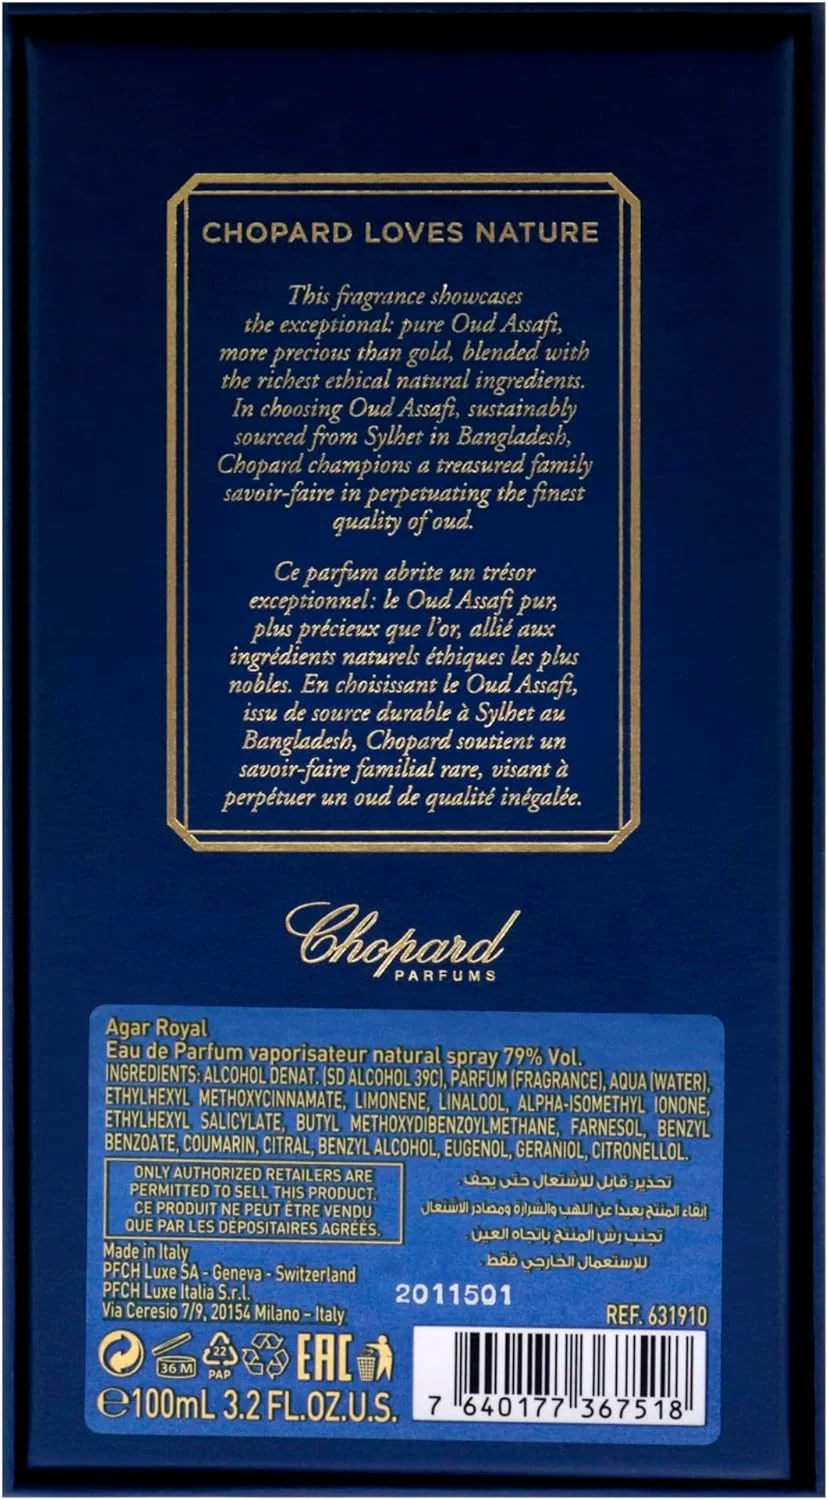 CHOPARD LOVES NATURE
This fragrance showcases
the exceptional: pure Oud Assafi,
more precious than gold, blended with
the richest ethical natural ingredients.
In choosing Oud Assafi, sustainably
sourced from Sylhet in Bangladesh,
Chopard champions a treasured family
savoir-faire in perpetuating the finest
quality of oud.
Ce parfum abrite un trésor
exceptionnel: le Oud Assafi pur,
plus précieux que l'or, allié aux
ingrédients naturels éthiques les plus
nobles. En choisissant le Oud Assafi,
issu de source durable à Sylhet au
Bangladesh, Chopard soutient un
savoir-faire familial rare, visant à
perpétuer un oud de qualité inégalée.
Chopard
PARFUMS
Agar Royal
Eau de Parfum vaporisateur natural spray 79% Vol.
INGREDIENTS: ALCOHOL DENAT. (SD ALCOHOL 39C), PARFUM (FRAGRANCE), AQUA (WATER),
ETHYLHEXYL METHOXYCINNAMATE, LIMONENE, LINALOOL, ALPHA-ISOMETHYL IONONE,
ETHYLHEXYL SALICYLATE, BUTYL METHOXYDIBENZOYLMETHANE, FARNESOL, BENZYL
BENZOATE, COUMARIN, CITRAL, BENZYL ALCOHOL, EUGENOL, GERANIOL, CITRONELLOL.
ONLY AUTHORIZED RETAILERS ARE
PERMITTED TO SELL THIS PRODUCT.
CE PRODUIT NE PEUT ÊTRE VENDU
QUE PAR LES DÉPOSITAIRES AGRÉÉS.
تحذير: قابل للإشتعال حتى يجف.
إبقاء المنتج بعيداً عن اللهب والشرارة ومصادر الاشتعال
تجنب رش المنتج باتجاه العين.
للإستعمال الخارجي فقط.
Made in Italy
PFCH Luxe SA - Geneva - Switzerland
PFCH Luxe Italia S.r.l.
Via Ceresio 7/9, 20154 Milano - Italy
2011501
REF. 631910
36 M
22
PAP
EAC
℮100mL 3.2 FL.OZ.U.S.
7 640177 367518